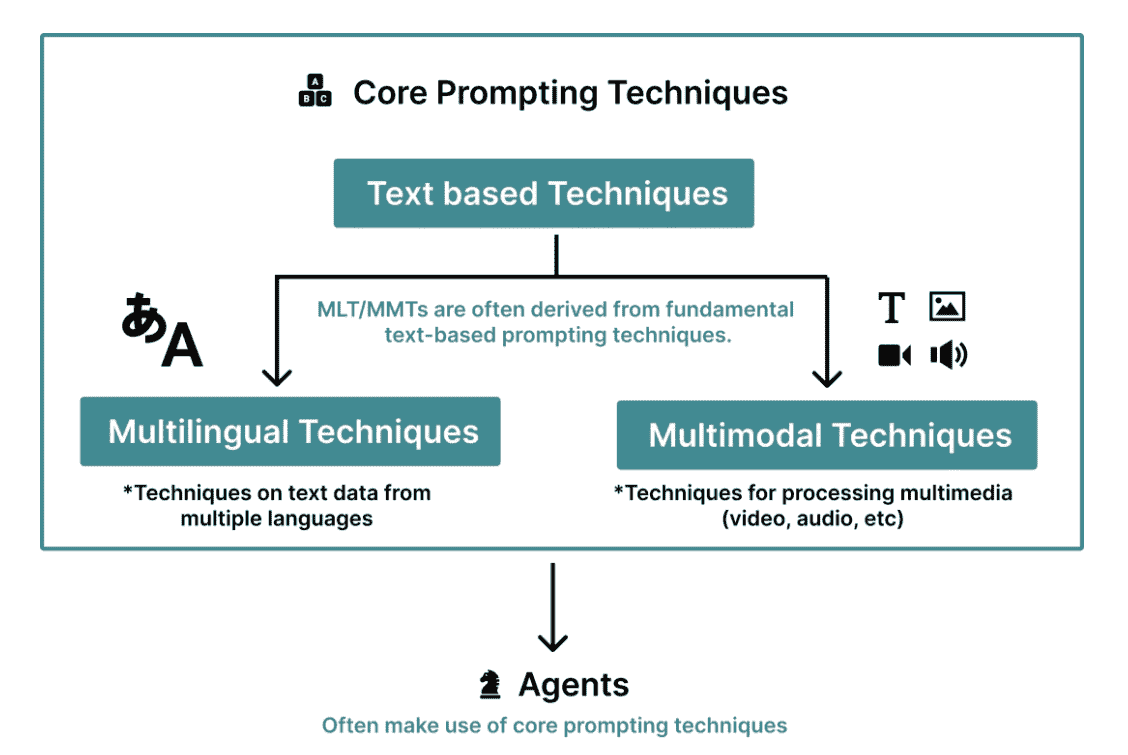 A
B C
Core Prompting Techniques
Text based Techniques
MLT/MMTs are often derived from fundamental
text-based prompting techniques.
あA
T
Multilingual Techniques
Multimodal Techniques
*Techniques on text data from
multiple languages
*Techniques for processing multimedia
(video, audio, etc)
Agents
Often make use of core prompting techniques